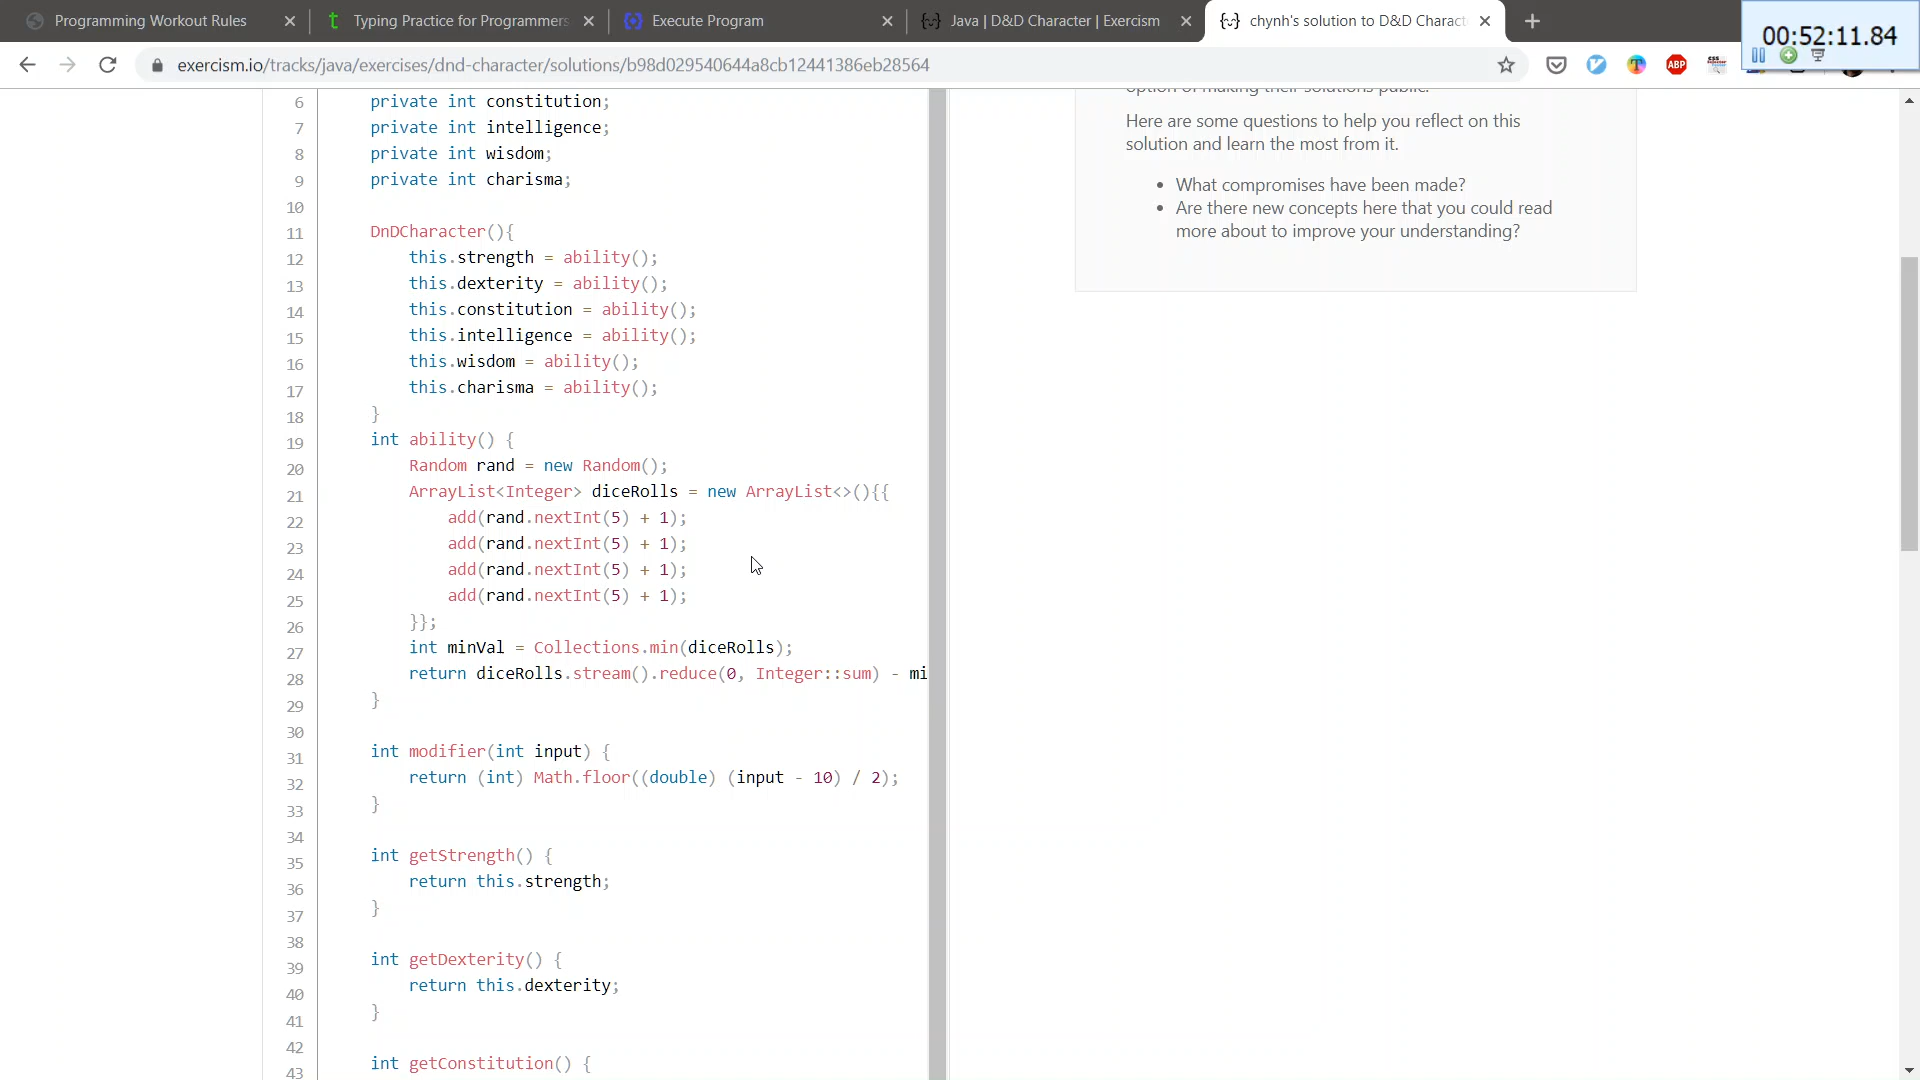 Programming Workout Rules
Typing Practice for Programmers
Execute Program
Java | D&D Character | Exercism
chynh's solution to D&D Charact
00:52:11.84
exercism.io/tracks/java/exercises/dnd-character/solutions/b98d029540644a8cb12441386eb28564
ABP
6 private int constitution;
7 private int intelligence;
8 private int wisdom;
9 private int charisma;
10
11 DnDCharacter(){
12 this.strength = ability();
13 this.dexterity = ability();
14 this.constitution = ability();
15 this.intelligence = ability();
16 this.wisdom = ability();
17 this.charisma = ability();
18 }
19 int ability() {
20 Random rand = new Random();
21 ArrayList<Integer> diceRolls = new ArrayList<>(){{
22 add(rand.nextInt(5) + 1);
23 add(rand.nextInt(5) + 1);
24 add(rand.nextInt(5) + 1);
25 add(rand.nextInt(5) + 1);
26 }};
27 int minVal = Collections.min(diceRolls);
28 return diceRolls.stream().reduce(0, Integer::sum) - mi
29 }
30
31 int modifier(int input) {
32 return (int) Math.floor((double) (input - 10) / 2);
33 }
34
35 int getStrength() {
36 return this.strength;
37 }
38
39 int getDexterity() {
40 return this.dexterity;
41 }
42
43 int getConstitution() {
option of making their solutions public.
Here are some questions to help you reflect on this
solution and learn the most from it.
• What compromises have been made?
• Are there new concepts here that you could read
more about to improve your understanding?